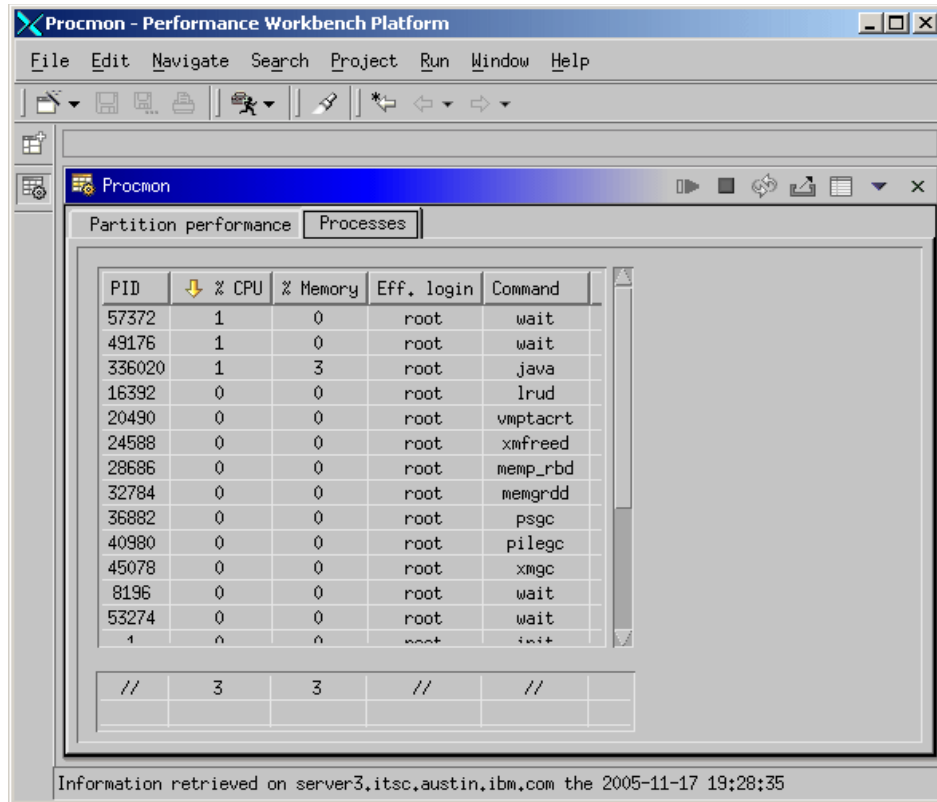 Procmon - Performance Workbench Platform
File Edit Navigate Search Project Run Window Help
Procmon
Partition performance Processes
PID % CPU % Memory Eff. login Command
57372 1 0 root wait
49176 1 0 root wait
336020 1 3 root java
16392 0 0 root lrud
20490 0 0 root vmptacrt
24588 0 0 root xmfreed
28686 0 0 root memp_rbd
32784 0 0 root memgrdd
36882 0 0 root psgc
40980 0 0 root pilegc
45078 0 0 root xmgc
8196 0 0 root wait
53274 0 0 root wait
1 0 0 root init
// 3 3 // //
Information retrieved on server3.itsc.austin.ibm.com the 2005-11-17 19:28:35